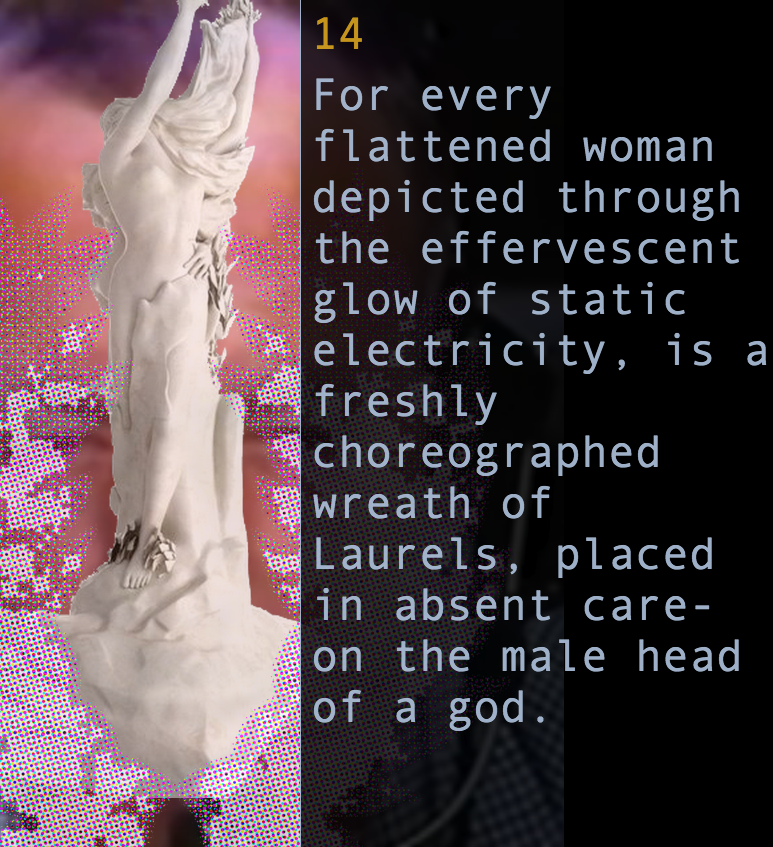 14
For every
flattened woman
depicted through
the effervescent
glow of static
electricity, is a
freshly
choreographed
wreath of
Laurels, placed
in absent care-
on the male head
of a god.